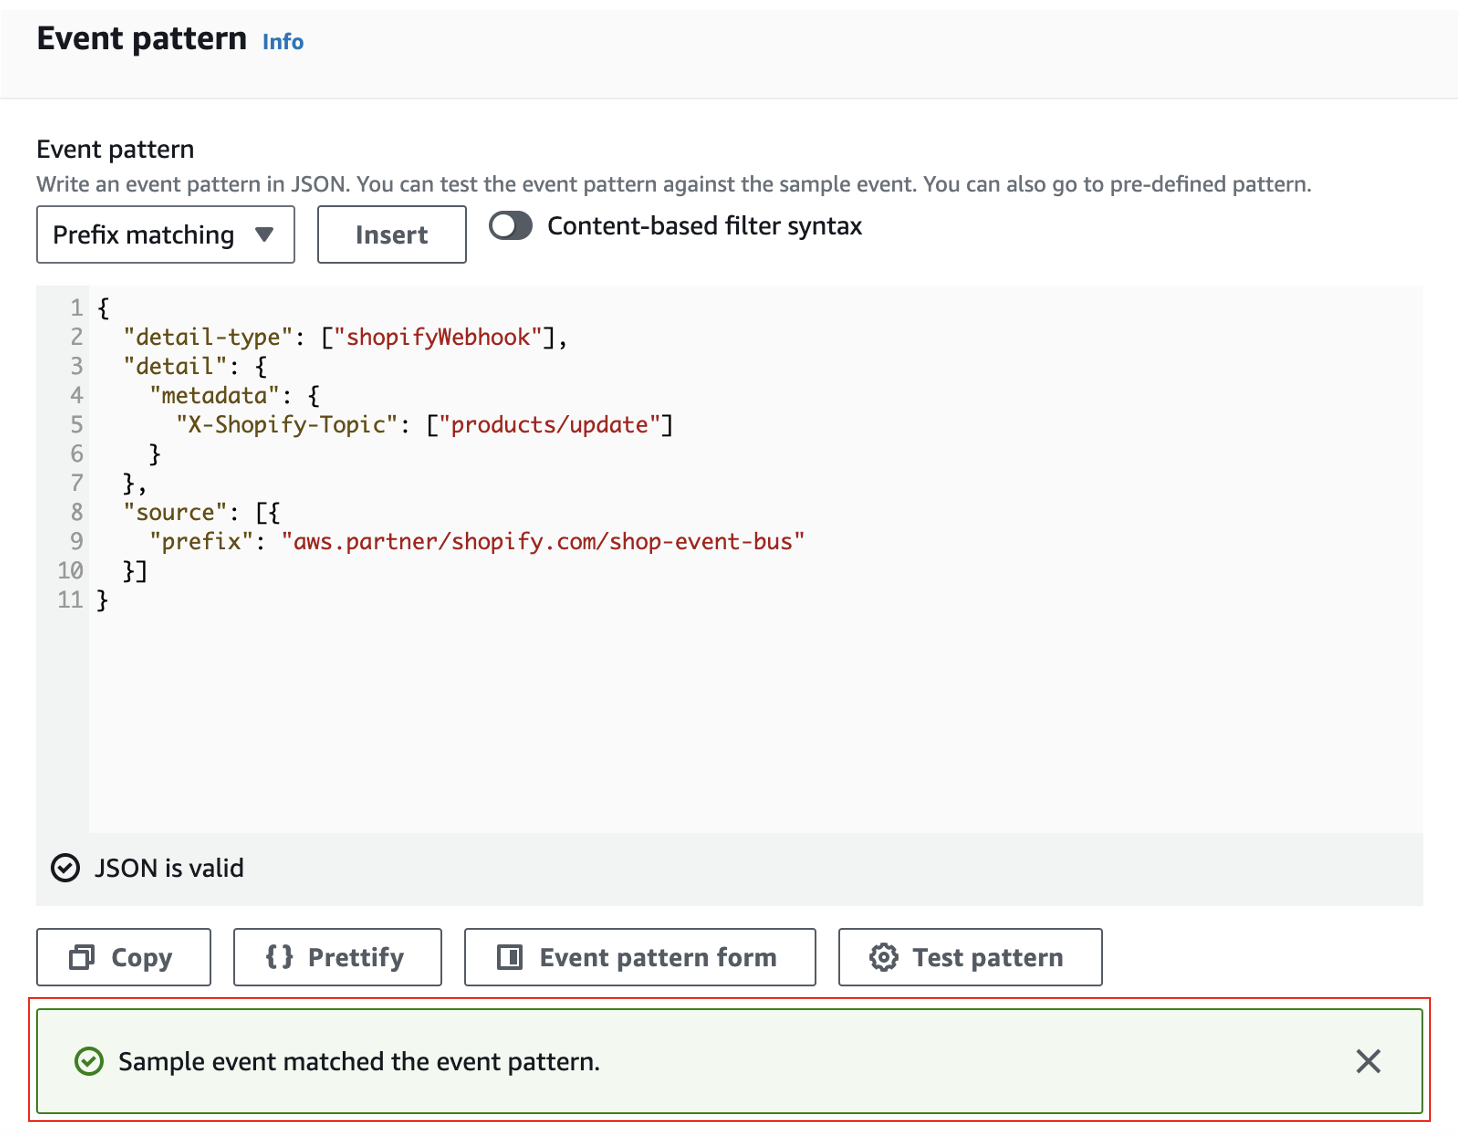 Event pattern Info
Event pattern
Write an event pattern in JSON. You can test the event pattern against the sample event. You can also go to pre-defined pattern.
Prefix matching Insert Content-based filter syntax
1 {
2   "detail-type": ["shopifyWebhook"],
3   "detail": {
4     "metadata": {
5       "X-Shopify-Topic": ["products/update"]
6     }
7   },
8   "source": [{
9     "prefix": "aws.partner/shopify.com/shop-event-bus"
10   }]
11 }
JSON is valid
Copy {} Prettify Event pattern form Test pattern
Sample event matched the event pattern.